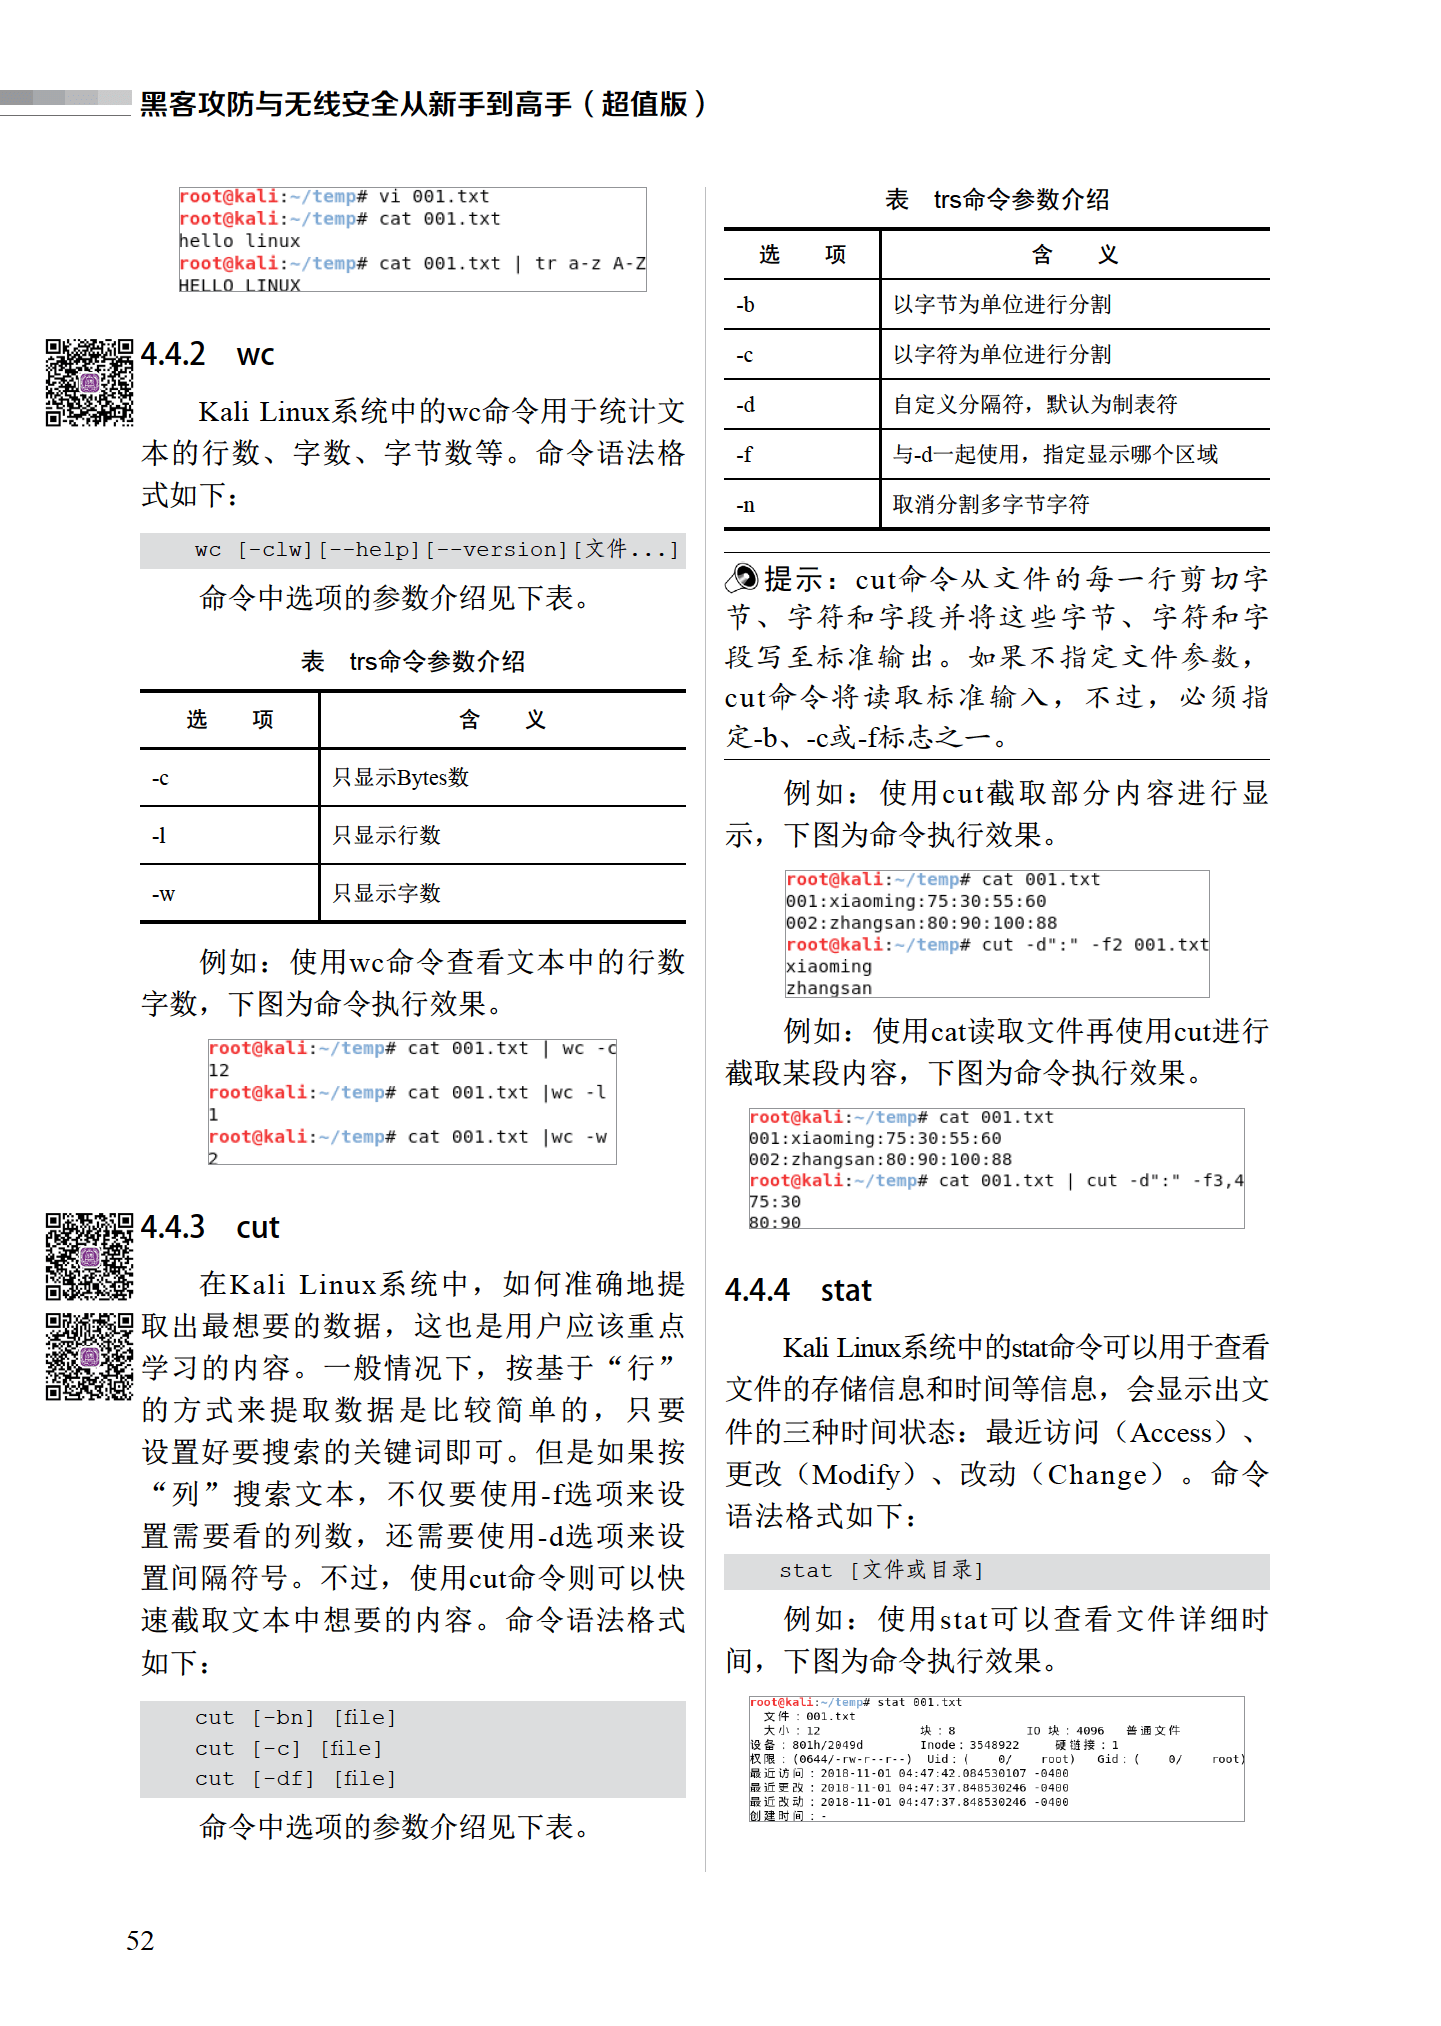 黑客攻防与无线安全从新手到高手（超值版）
root@kali:~/temp# vi 001.txt
root@kali:~/temp# cat 001.txt
hello linux
root@kali:~/temp# cat 001.txt | tr a-z A-Z
HELLO LINUX
4.4.2 wc
Kali Linux系统中的wc命令用于统计文
本的行数、字数、字节数等。命令语法格
式如下：
wc [-clw][--help][--version][文件...]
命令中选项的参数介绍见下表。
表 trs命令参数介绍
选 项 含 义
-c 只显示Bytes数
-l 只显示行数
-w 只显示字数
例如：使用wc命令查看文本中的行数
字数，下图为命令执行效果。
root@kali:~/temp# cat 001.txt | wc -c
12
root@kali:~/temp# cat 001.txt |wc -l
1
root@kali:~/temp# cat 001.txt |wc -w
2
4.4.3 cut
在Kali Linux系统中，如何准确地提
取出最想要的数据，这也是用户应该重点
学习的内容。一般情况下，按基于“行”
的方式来提取数据是比较简单的，只要
设置好要搜索的关键词即可。但是如果按
“列”搜索文本，不仅要使用-f选项来设
置需要看的列数，还需要使用-d选项来设
置间隔符号。不过，使用cut命令则可以快
速截取文本中想要的内容。命令语法格式
如下：
cut [-bn] [file]
cut [-c] [file]
cut [-df] [file]
命令中选项的参数介绍见下表。
表 trs命令参数介绍
选 项 含 义
-b 以字节为单位进行分割
-c 以字符为单位进行分割
-d 自定义分隔符，默认为制表符
-f 与-d一起使用，指定显示哪个区域
-n 取消分割多字节字符
提示：cut命令从文件的每一行剪切字
节、字符和字段并将这些字节、字符和字
段写至标准输出。如果不指定文件参数，
cut命令将读取标准输入，不过，必须指
定-b、-c或-f标志之一。
例如：使用cut截取部分内容进行显
示，下图为命令执行效果。
root@kali:~/temp# cat 001.txt
001:xiaoming:75:30:55:60
002:zhangsan:80:90:100:88
root@kali:~/temp# cut -d":" -f2 001.txt
xiaoming
zhangsan
例如：使用cat读取文件再使用cut进行
截取某段内容，下图为命令执行效果。
root@kali:~/temp# cat 001.txt
001:xiaoming:75:30:55:60
002:zhangsan:80:90:100:88
root@kali:~/temp# cat 001.txt | cut -d":" -f3,4
75:30
80:90
4.4.4 stat
Kali Linux系统中的stat命令可以用于查看
文件的存储信息和时间等信息，会显示出文
件的三种时间状态：最近访问（Access）、
更改（Modify）、改动（Change）。命令
语法格式如下：
stat [文件或目录]
例如：使用stat可以查看文件详细时
间，下图为命令执行效果。
root@kali:~/temp# stat 001.txt
文件：001.txt
大小：12 块：8 IO 块：4096 普通文件
设备：801h/2049d Inode：3548922 硬链接：1
权限：(0644/-rw-r--r--) Uid：( 0/ root) Gid：( 0/ root)
最近访问：2018-11-01 04:47:42.084530107 -0400
最近更改：2018-11-01 04:47:37.848530246 -0400
最近改动：2018-11-01 04:47:37.848530246 -0400
创建时间：-
52